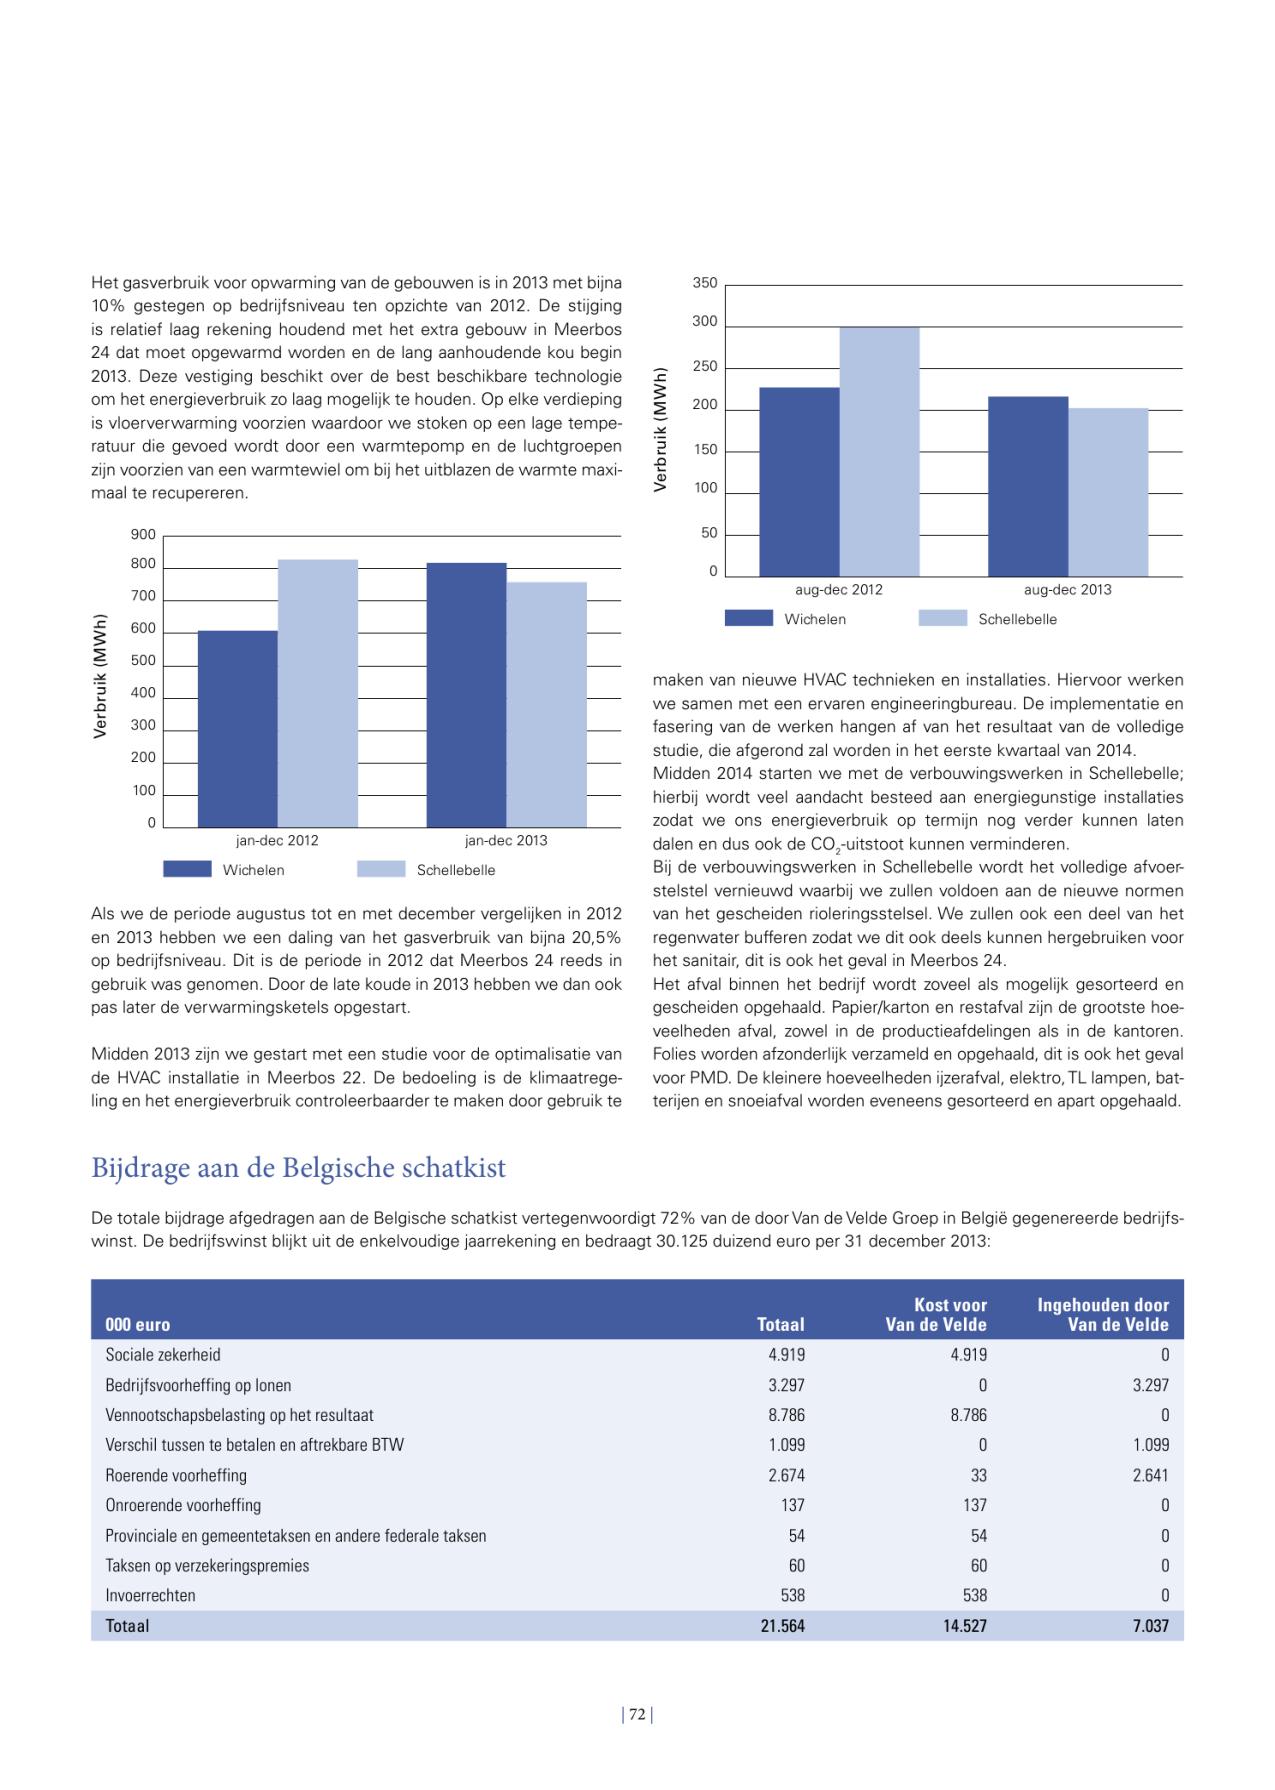 Het gasverbruik voor opwarming van de gebouwen is in 2013 met bijna
10% gestegen op bedrijfsniveau ten opzichte van 2012. De stijging
is relatief laag rekening houdend met het extra gebouw in Meerbos
24 dat moet opgewarmd worden en de lang aanhoudende kou begin
2013. Deze vestiging beschikt over de best beschikbare technologie
om het energieverbruik zo laag mogelijk te houden. Op elke verdieping
is vloerverwarming voorzien waardoor we stoken op een lage tempe-
ratuur die gevoed wordt door een warmtepomp en de luchtgroepen
zijn voorzien van een warmtewiel om bij het uitblazen de warmte maxi-
maal te recupereren.
Verbruik (MWh)
900
800
700
600
500
400
300
200
100
0
jan-dec 2012 jan-dec 2013
Wichelen Schellebelle
Als we de periode augustus tot en met december vergelijken in 2012
en 2013 hebben we een daling van het gasverbruik van bijna 20,5%
op bedrijfsniveau. Dit is de periode in 2012 dat Meerbos 24 reeds in
gebruik was genomen. Door de late koude in 2013 hebben we dan ook
pas later de verwarmingsketels opgestart.
Midden 2013 zijn we gestart met een studie voor de optimalisatie van
de HVAC installatie in Meerbos 22. De bedoeling is de klimaatrege-
ling en het energieverbruik controleerbaarder te maken door gebruik te
Verbruik (MWh)
350
300
250
200
150
100
50
0
aug-dec 2012 aug-dec 2013
Wichelen Schellebelle
maken van nieuwe HVAC technieken en installaties. Hiervoor werken
we samen met een ervaren engineeringbureau. De implementatie en
fasering van de werken hangen af van het resultaat van de volledige
studie, die afgerond zal worden in het eerste kwartaal van 2014.
Midden 2014 starten we met de verbouwingswerken in Schellebelle;
hierbij wordt veel aandacht besteed aan energiegunstige installaties
zodat we ons energieverbruik op termijn nog verder kunnen laten
dalen en dus ook de CO₂-uitstoot kunnen verminderen.
Bij de verbouwingswerken in Schellebelle wordt het volledige afvoer-
stelstel vernieuwd waarbij we zullen voldoen aan de nieuwe normen
van het gescheiden rioleringsstelsel. We zullen ook een deel van het
regenwater bufferen zodat we dit ook deels kunnen hergebruiken voor
het sanitair, dit is ook het geval in Meerbos 24.
Het afval binnen het bedrijf wordt zoveel als mogelijk gesorteerd en
gescheiden opgehaald. Papier/karton en restafval zijn de grootste hoe-
veelheden afval, zowel in de productieafdelingen als in de kantoren.
Folies worden afzonderlijk verzameld en opgehaald, dit is ook het geval
voor PMD. De kleinere hoeveelheden ijzerafval, elektro, TL lampen, bat-
terijen en snoeiafval worden eveneens gesorteerd en apart opgehaald.
Bijdrage aan de Belgische schatkist
De totale bijdrage afgedragen aan de Belgische schatkist vertegenwoordigt 72% van de door Van de Velde Groep in België gegenereerde bedrijfs-
winst. De bedrijfswinst blijkt uit de enkelvoudige jaarrekening en bedraagt 30.125 duizend euro per 31 december 2013:
Kost voor Ingehouden door
000 euro Totaal Van de Velde Van de Velde
Sociale zekerheid 4.919 4.919 0
Bedrijfsvoorheffing op lonen 3.297 0 3.297
Vennootschapsbelasting op het resultaat 8.786 8.786 0
Verschil tussen te betalen en aftrekbare BTW 1.099 0 1.099
Roerende voorheffing 2.674 33 2.641
Onroerende voorheffing 137 137 0
Provinciale en gemeentetaksen en andere federale taksen 54 54 0
Taksen op verzekeringspremies 60 60 0
Invoerrechten 538 538 0
Totaal 21.564 14.527 7.037
| 72 |